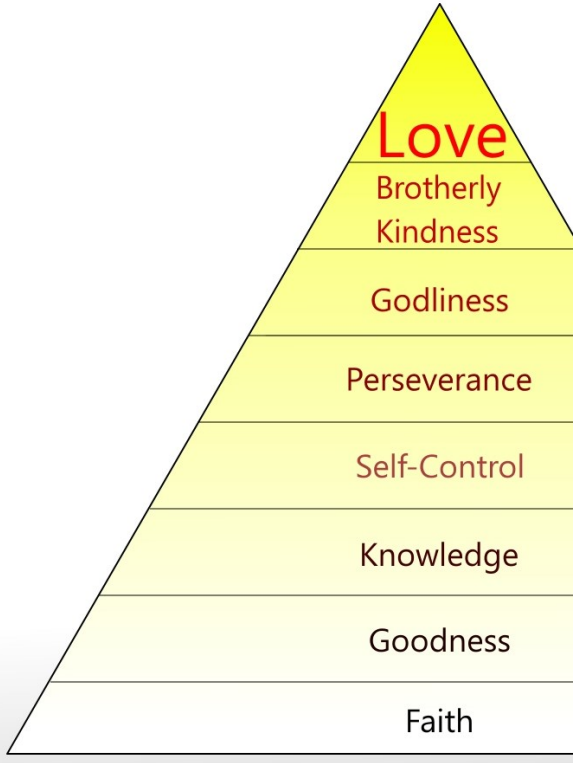 Love
Brotherly
Kindness
Godliness
Perseverance
Self-Control
Knowledge
Goodness
Faith